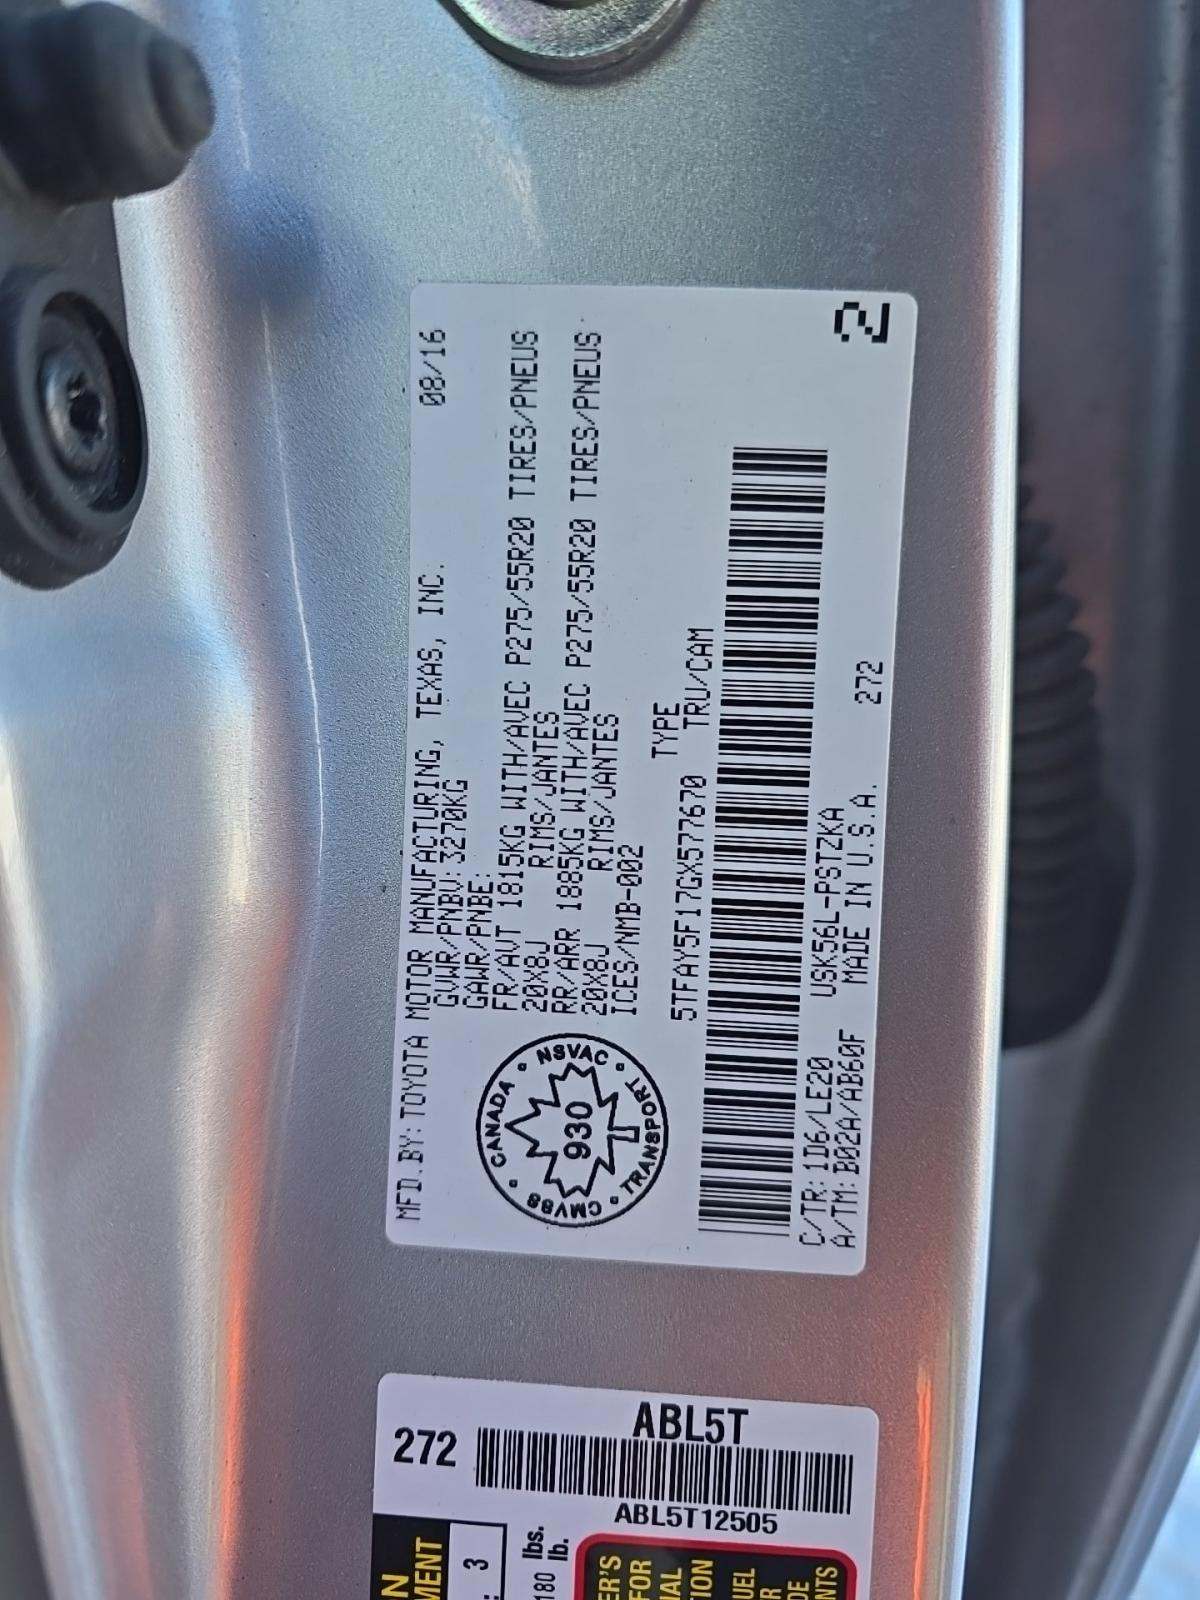 MFD.BY:TOYOTA MOTOR MANUFACTURING, TEXAS, INC. 08/16
GVWR/PNBV:3270KG
GAWR/PNBE:
FR/AVT 1815KG WITH/AVEC P275/55R20 TIRES/PNEUS
20X8J RIMS/JANTES
RR/ARR 1885KG WITH/AVEC P275/55R20 TIRES/PNEUS
20X8J RIMS/JANTES
ICES/NMB-002
CANADA • NSVAC • TRANSPORT • CMVSS •
930
TYPE
5TFAY5F17GX577670 TRU/CAM
C/TR:1D6/LE20 USK56L-PSTZKA
A/TM:B02A/AB60F MADE IN U.S.A. 272
2
272
ABL5T
ABL5T12505
3
180
lbs.
lb.
FOR